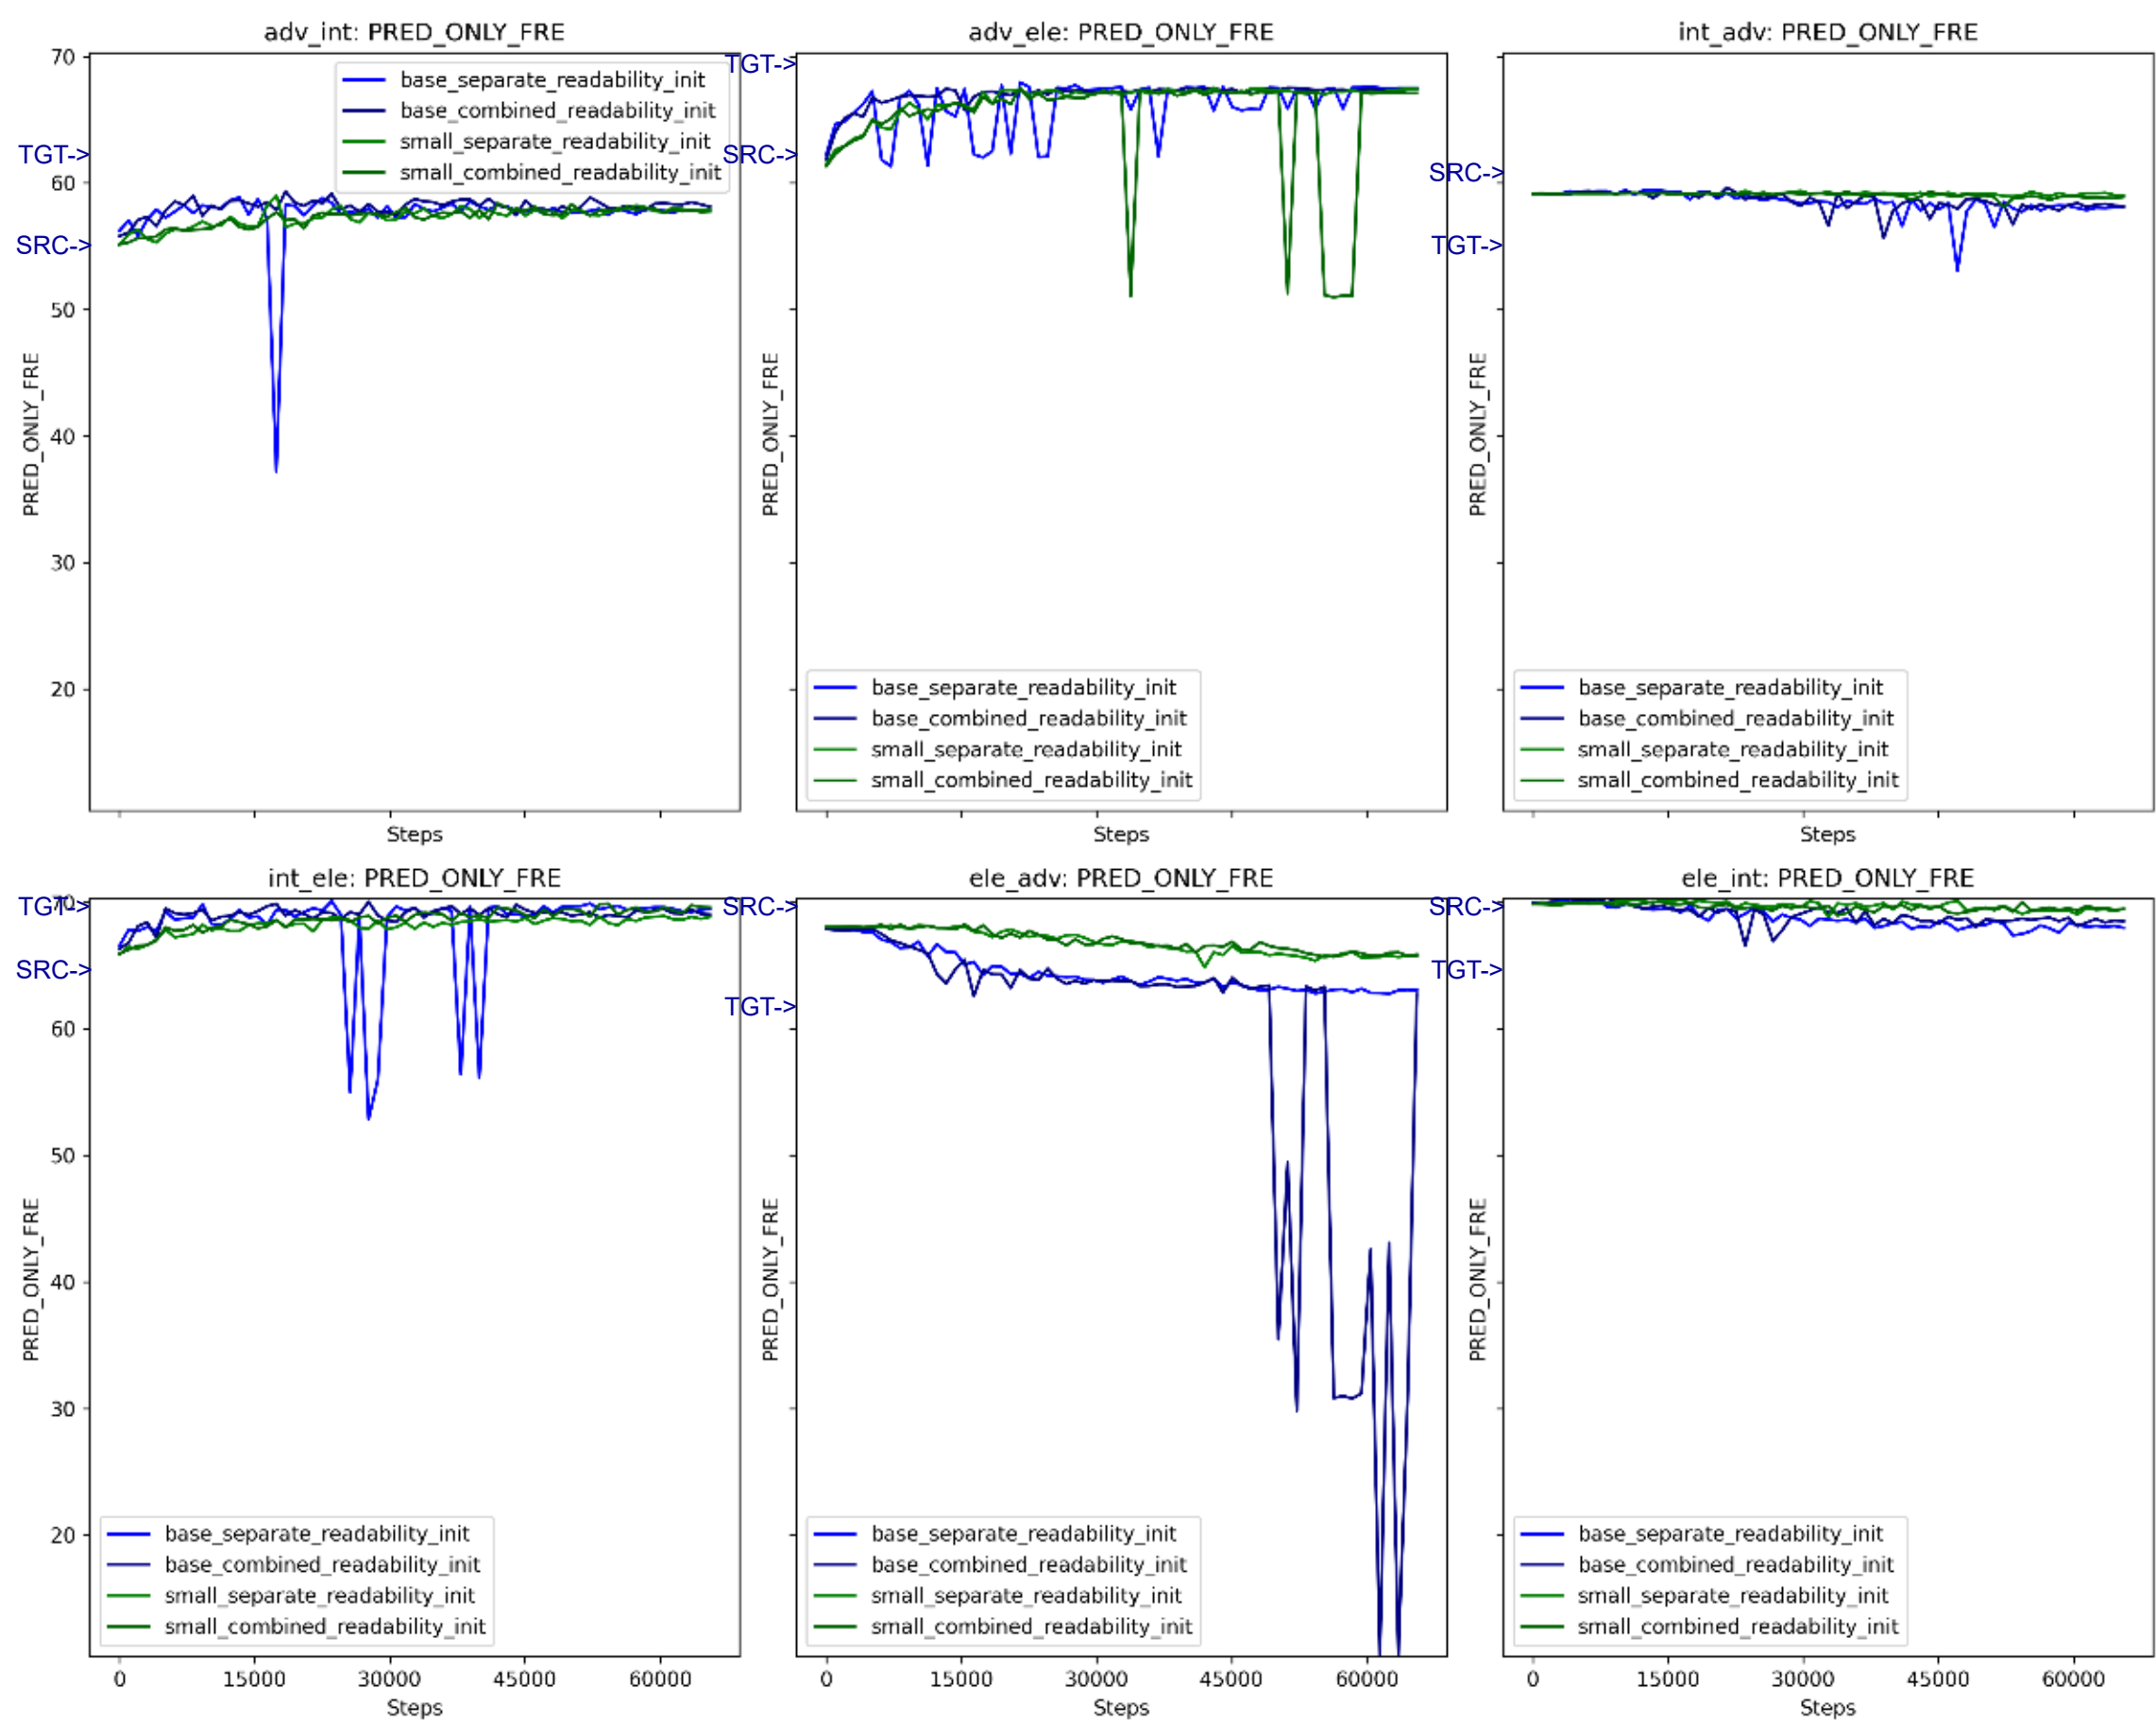 adv_int: PRED_ONLY_FRE
70
60
50
40
30
20
TGT->
SRC->
PRED_ONLY_FRE
base_separate_readability_init
base_combined_readability_init
small_separate_readability_init
small_combined_readability_init
Steps
adv_ele: PRED_ONLY_FRE
TGT->
SRC->
PRED_ONLY_FRE
base_separate_readability_init
base_combined_readability_init
small_separate_readability_init
small_combined_readability_init
Steps
int_adv: PRED_ONLY_FRE
SRC->
TGT->
PRED_ONLY_FRE
base_separate_readability_init
base_combined_readability_init
small_separate_readability_init
small_combined_readability_init
Steps
int_ele: PRED_ONLY_FRE
70
60
50
40
30
20
TGT->
SRC->
PRED_ONLY_FRE
base_separate_readability_init
base_combined_readability_init
small_separate_readability_init
small_combined_readability_init
0 15000 30000 45000 60000
Steps
ele_adv: PRED_ONLY_FRE
SRC->
TGT->
PRED_ONLY_FRE
base_separate_readability_init
base_combined_readability_init
small_separate_readability_init
small_combined_readability_init
0 15000 30000 45000 60000
Steps
ele_int: PRED_ONLY_FRE
SRC->
TGT->
PRED_ONLY_FRE
base_separate_readability_init
base_combined_readability_init
small_separate_readability_init
small_combined_readability_init
0 15000 30000 45000 60000
Steps